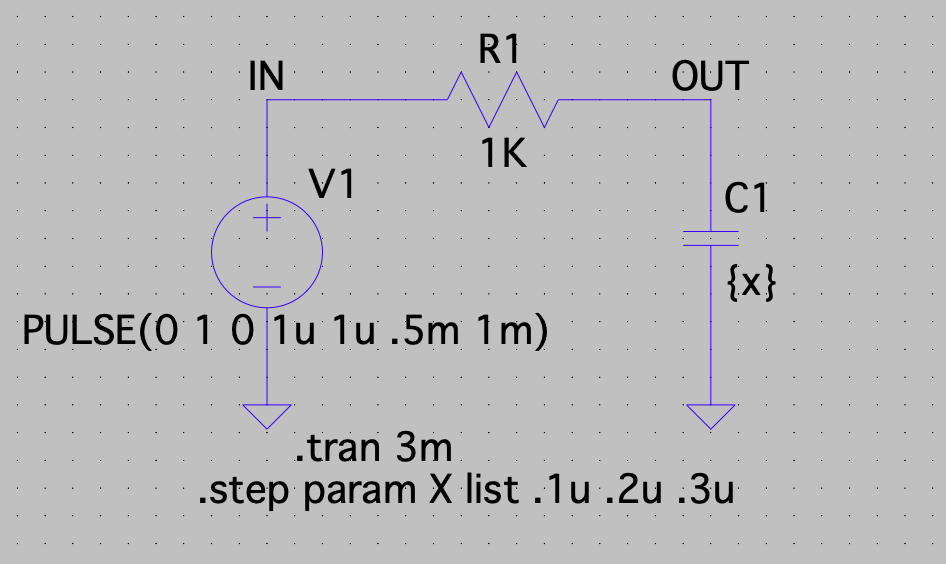 R1
IN
OUT
1K
V1
C1
{x}
PULSE(0 1 0 1u 1u .5m 1m)
.tran 3m
.step param X list .1u .2u .3u